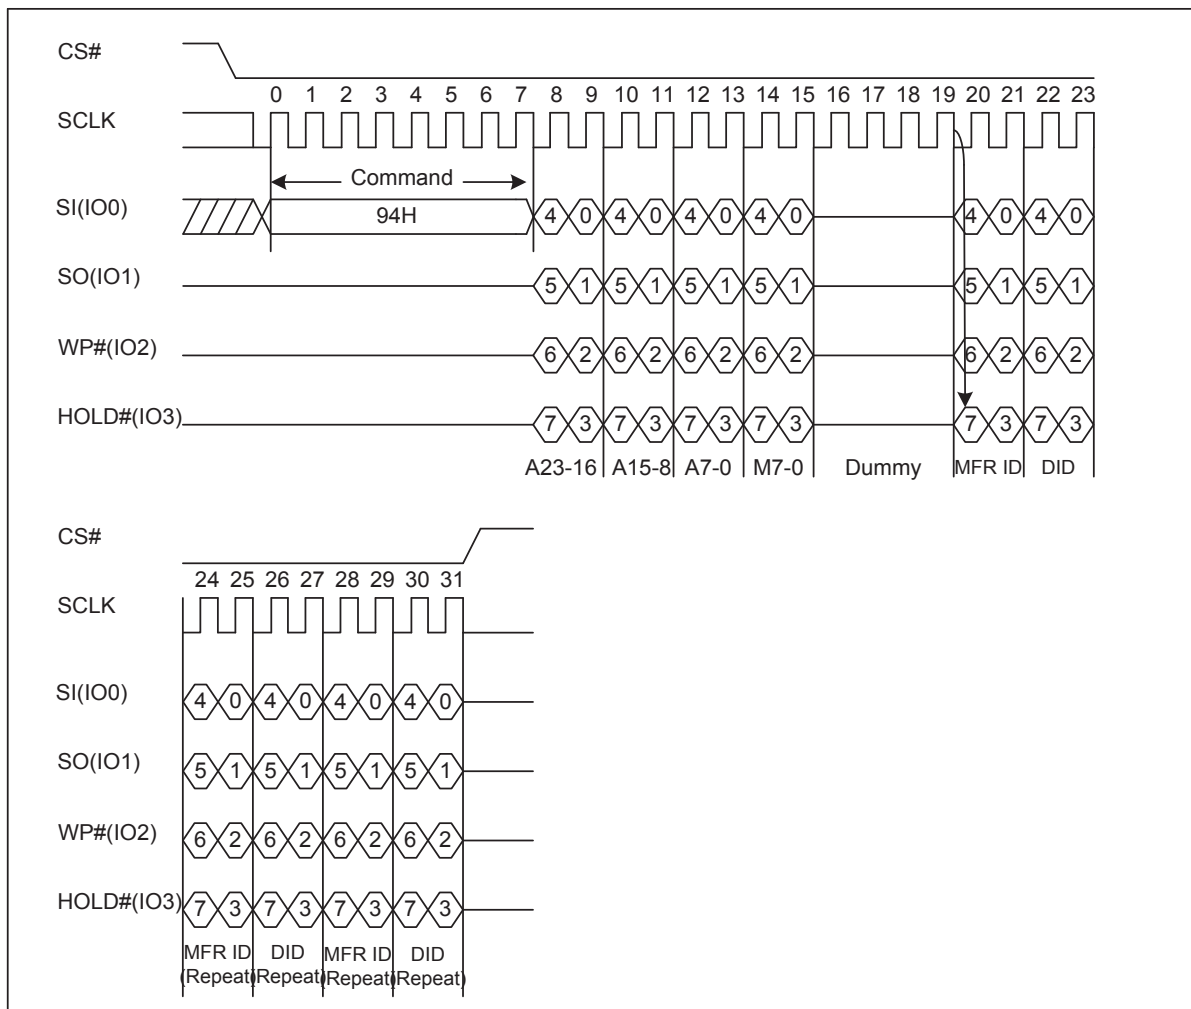 CS#
0 1 2 3 4 5 6 7 8 9 10 11 12 13 14 15 16 17 18 19 20 21 22 23
SCLK
Command
SI(IO0) 94H 4 0 4 0 4 0 4 0 4 0 4 0
SO(IO1) 5 1 5 1 5 1 5 1 5 1 5 1
WP#(IO2) 6 2 6 2 6 2 6 2 6 2 6 2
HOLD#(IO3) 7 3 7 3 7 3 7 3 7 3 7 3
A23-16 A15-8 A7-0 M7-0 Dummy MFR ID DID
CS#
24 25 26 27 28 29 30 31
SCLK
SI(IO0) 4 0 4 0 4 0 4 0
SO(IO1) 5 1 5 1 5 1 5 1
WP#(IO2) 6 2 6 2 6 2 6 2
HOLD#(IO3) 7 3 7 3 7 3 7 3
MFR ID DID MFR ID DID
(Repeat) (Repeat) (Repeat) (Repeat)